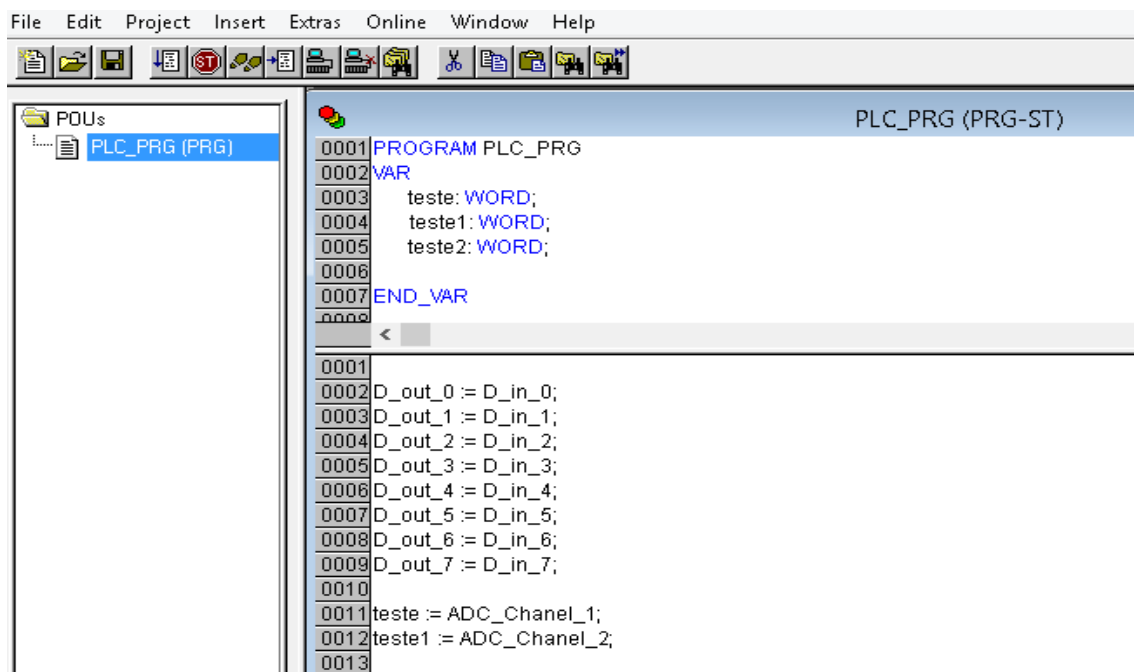 File Edit Project Insert Extras Online Window Help
POUs
PLC_PRG (PRG)
PLC_PRG (PRG-ST)
0001 PROGRAM PLC_PRG
0002 VAR
0003 teste: WORD;
0004 teste1: WORD;
0005 teste2: WORD;
0006
0007 END_VAR
0008
<
0001
0002 D_out_0 := D_in_0;
0003 D_out_1 := D_in_1;
0004 D_out_2 := D_in_2;
0005 D_out_3 := D_in_3;
0006 D_out_4 := D_in_4;
0007 D_out_5 := D_in_5;
0008 D_out_6 := D_in_6;
0009 D_out_7 := D_in_7;
0010
0011 teste := ADC_Chanel_1;
0012 teste1 := ADC_Chanel_2;
0013